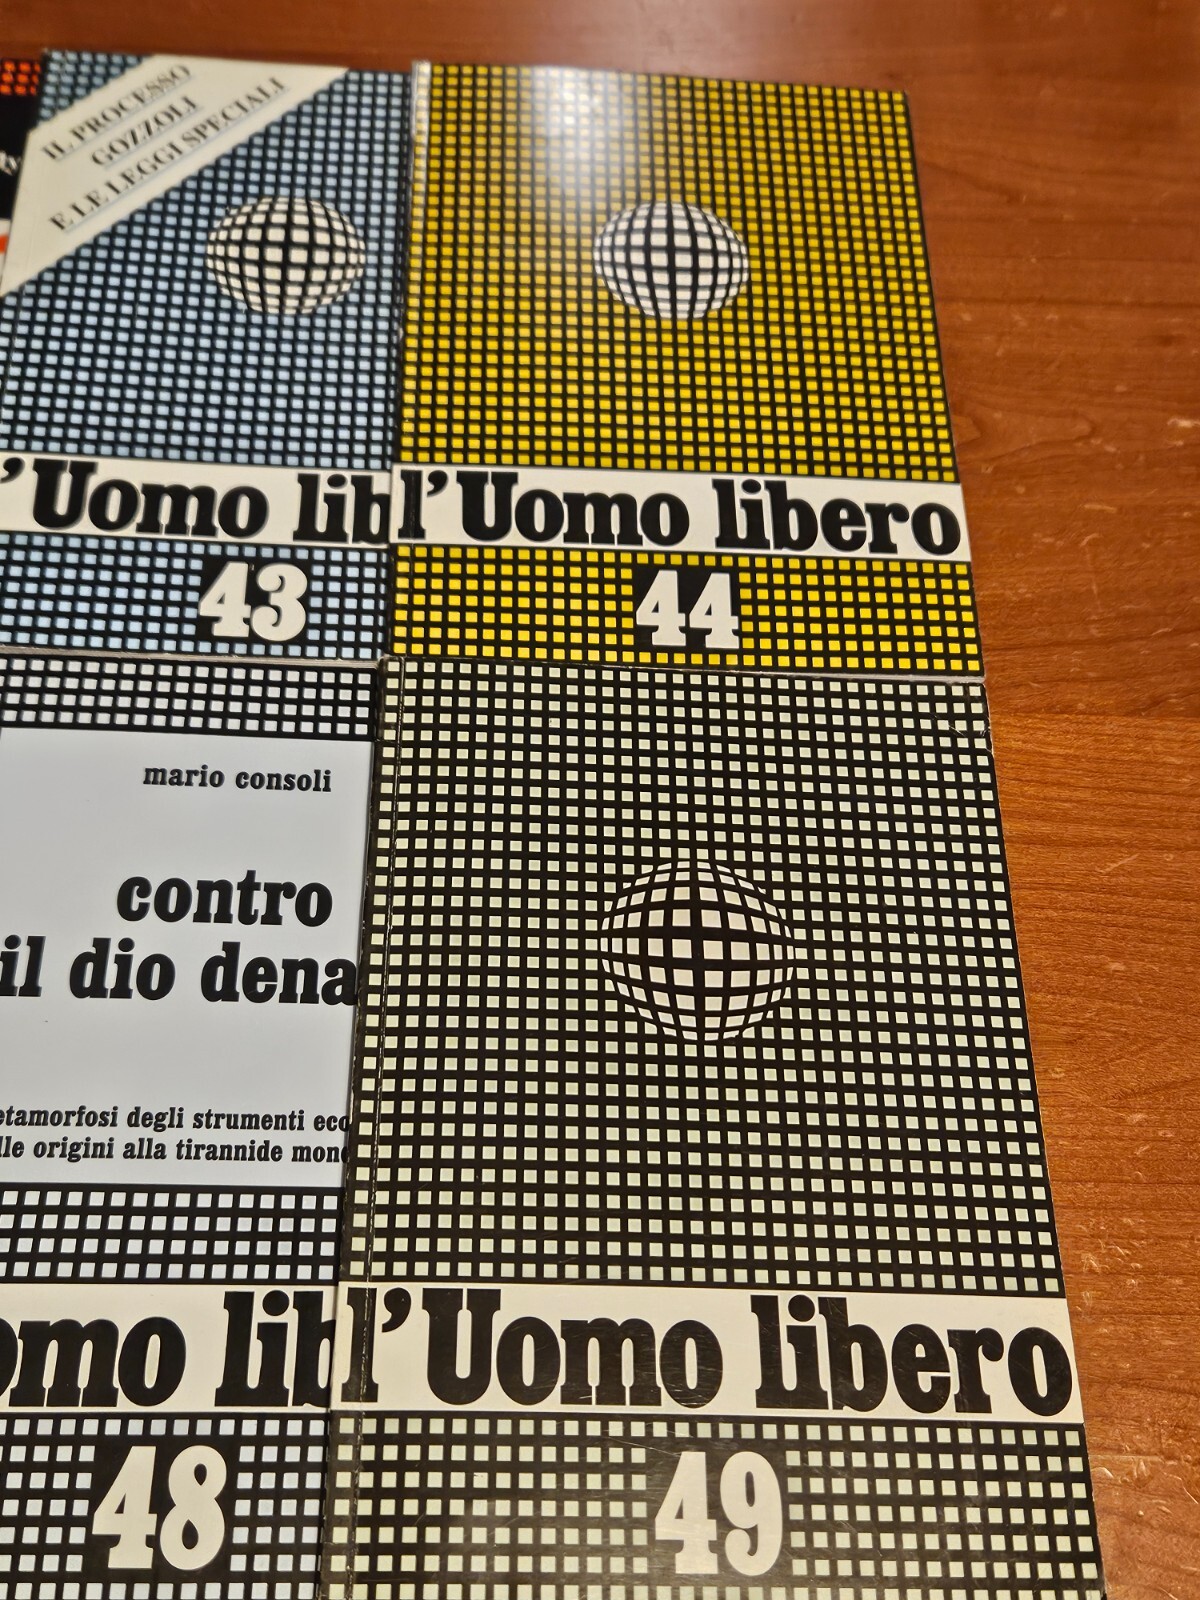 IL PROCESSO
GOZZOLI
E LE LEGGI SPECIALI
l'Uomo lib
43
l'Uomo libero
44
mario consoli
contro
il dio dena
etamorfosi degli strumenti eco
lle origini alla tirannide mon
omo lib
48
l'Uomo libero
49